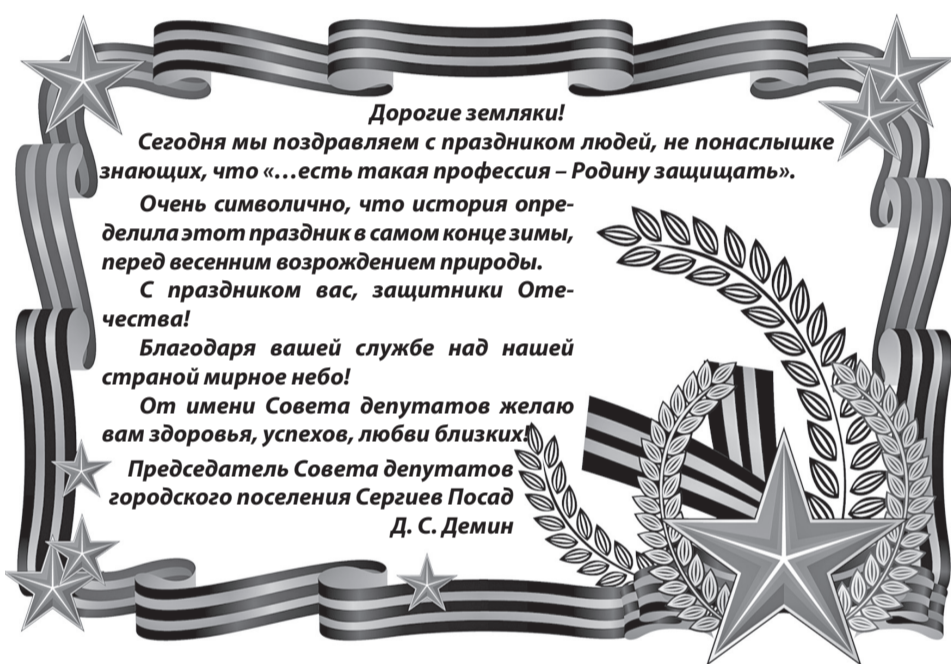 Дорогие земляки!
Сегодня мы поздравляем с праздником людей, не понаслышке
знающих, что «...есть такая профессия – Родину защищать».
Очень символично, что история опре-
делила этот праздник в самом конце зимы,
перед весенним возрождением природы.
С праздником вас, защитники Оте-
чества!
Благодаря вашей службе над нашей
страной мирное небо!
От имени Совета депутатов желаю
вам здоровья, успехов, любви близких!
Председатель Совета депутатов
городского поселения Сергиев Посад
Д. С. Демин